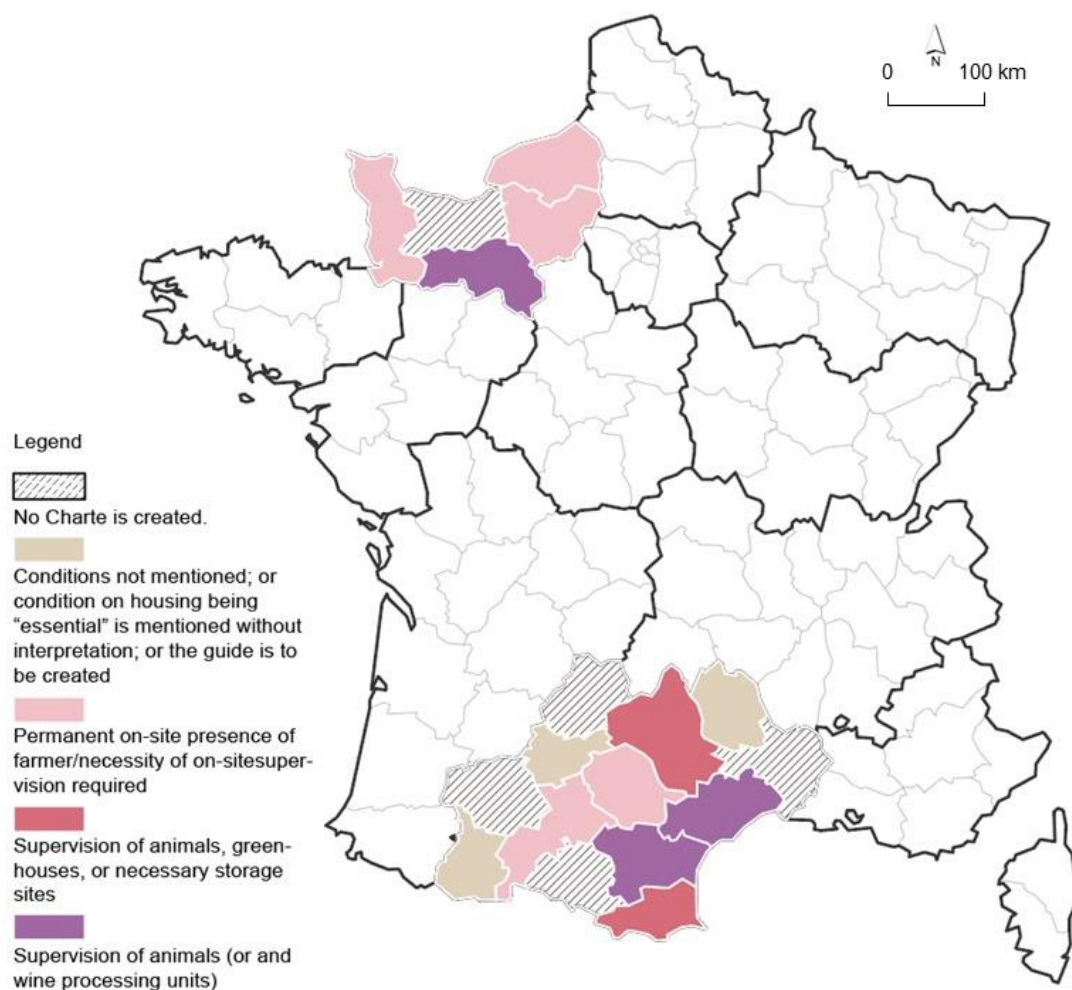 N
0 100 km
Legend
No Charte is created.
Conditions not mentioned; or
condition on housing being
“essential” is mentioned without
interpretation; or the guide is to
be created
Permanent on-site presence of
farmer/necessity of on-sitesuper-
vision required
Supervision of animals, green-
houses, or necessary storage
sites
Supervision of animals (or and
wine processing units)